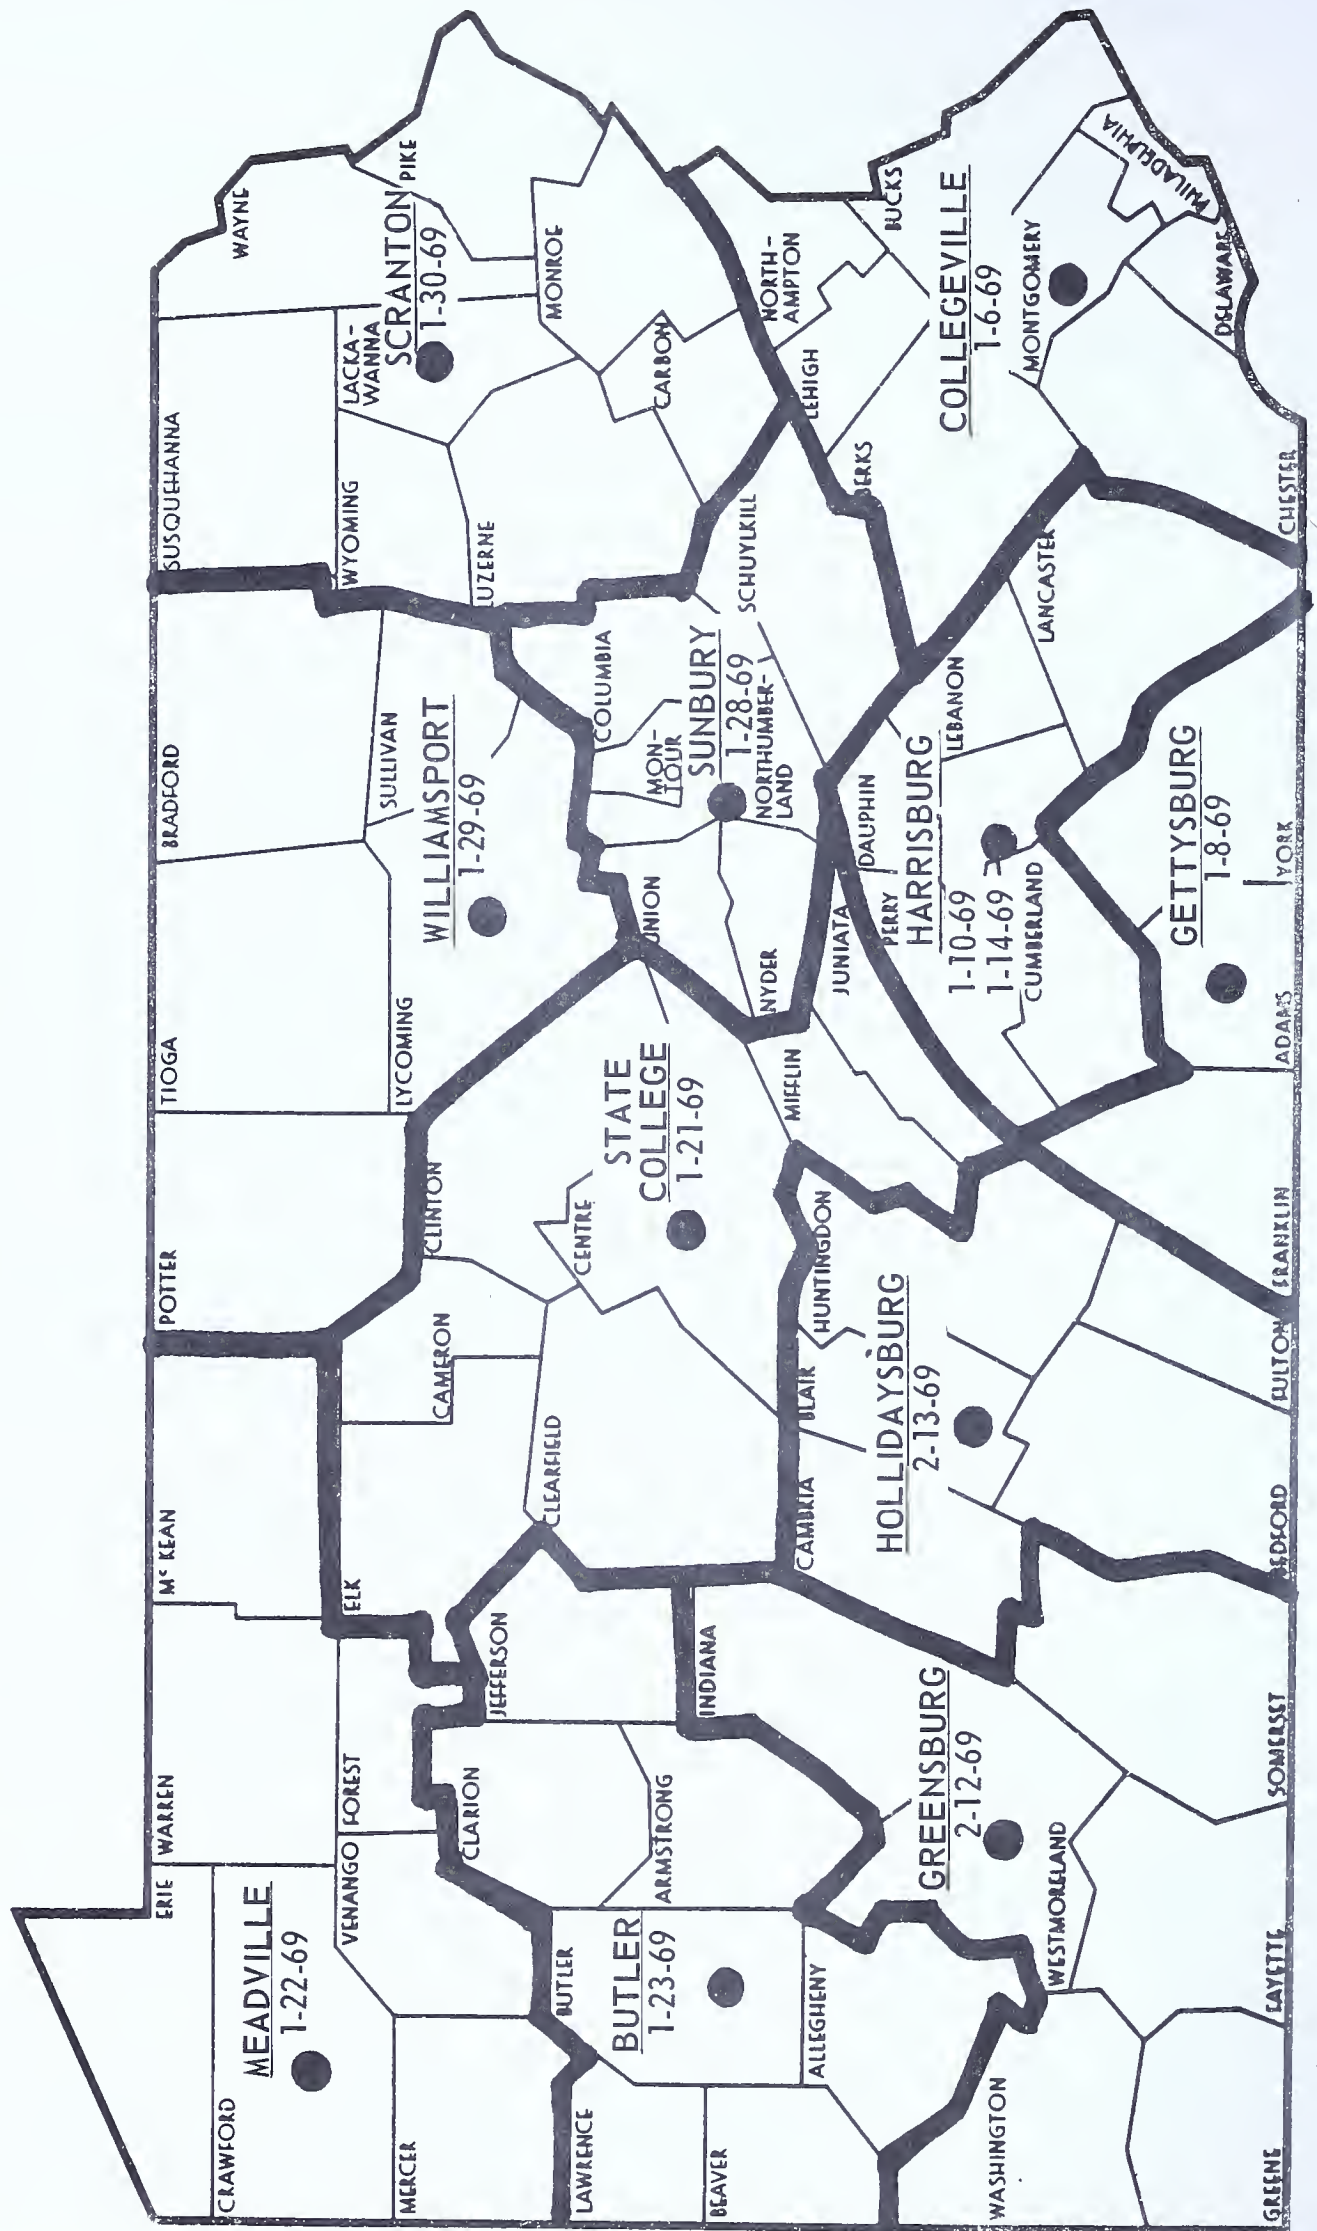 ERIE
WARREN
Mc KEAN
POTTER
TIOGA
BRADFORD
SUSQUEHANNA
WAYNE
CRAWFORD
MEADVILLE
1-22-69
VENANGO
FOREST
ELK
CAMERON
CLINTON
LYCOMING
SULLIVAN
WILLIAMSPORT
1-29-69
WYOMING
LACKA-
WANNA
SCRANTON
1-30-69
PIKE
MERCER
CLARION
JEFFERSON
CLEARFIELD
CENTRE
STATE
COLLEGE
1-21-69
UNION
COLUMBIA
MON-
TOUR
SUNBURY
1-28-69
NORTHUMBER-
LAND
LUZERNE
MONROE
CARBON
LAWRENCE
BUTLER
BUTLER
1-23-69
ARMSTRONG
INDIANA
BEAVER
ALLEGHENY
CAMBRIA
BLAIR
HUNTINGDON
MIFFLIN
SNYDER
JUNIATA
PERRY
DAUPHIN
SCHUYLKILL
LEHIGH
NORTH-
AMPTON
BUCKS
BERKS
HOLLIDAYSBURG
2-13-69
HARRISBURG
1-10-69
1-14-69
CUMBERLAND
LEBANON
LANCASTER
COLLEGEVILLE
1-6-69
MONTGOMERY
PHILADELPHIA
DELAWARE
CHESTER
GREENSBURG
2-12-69
WESTMORELAND
WASHINGTON
GREENE
FAYETTE
SOMERSET
BEDFORD
FULTON
FRANKLIN
ADAMS
GETTYSBURG
1-8-69
YORK